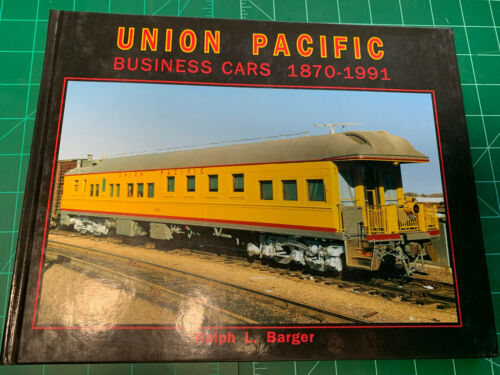 UNION PACIFIC
BUSINESS CARS 1870-1991
UNION PACIFIC
Ralph L. Barger